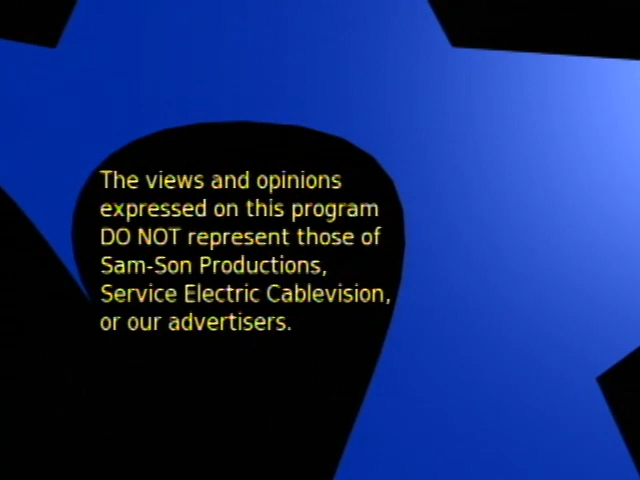 The views and opinions
expressed on this program
DO NOT represent those of
Sam-Son Productions,
Service Electric Cablevision,
or our advertisers.